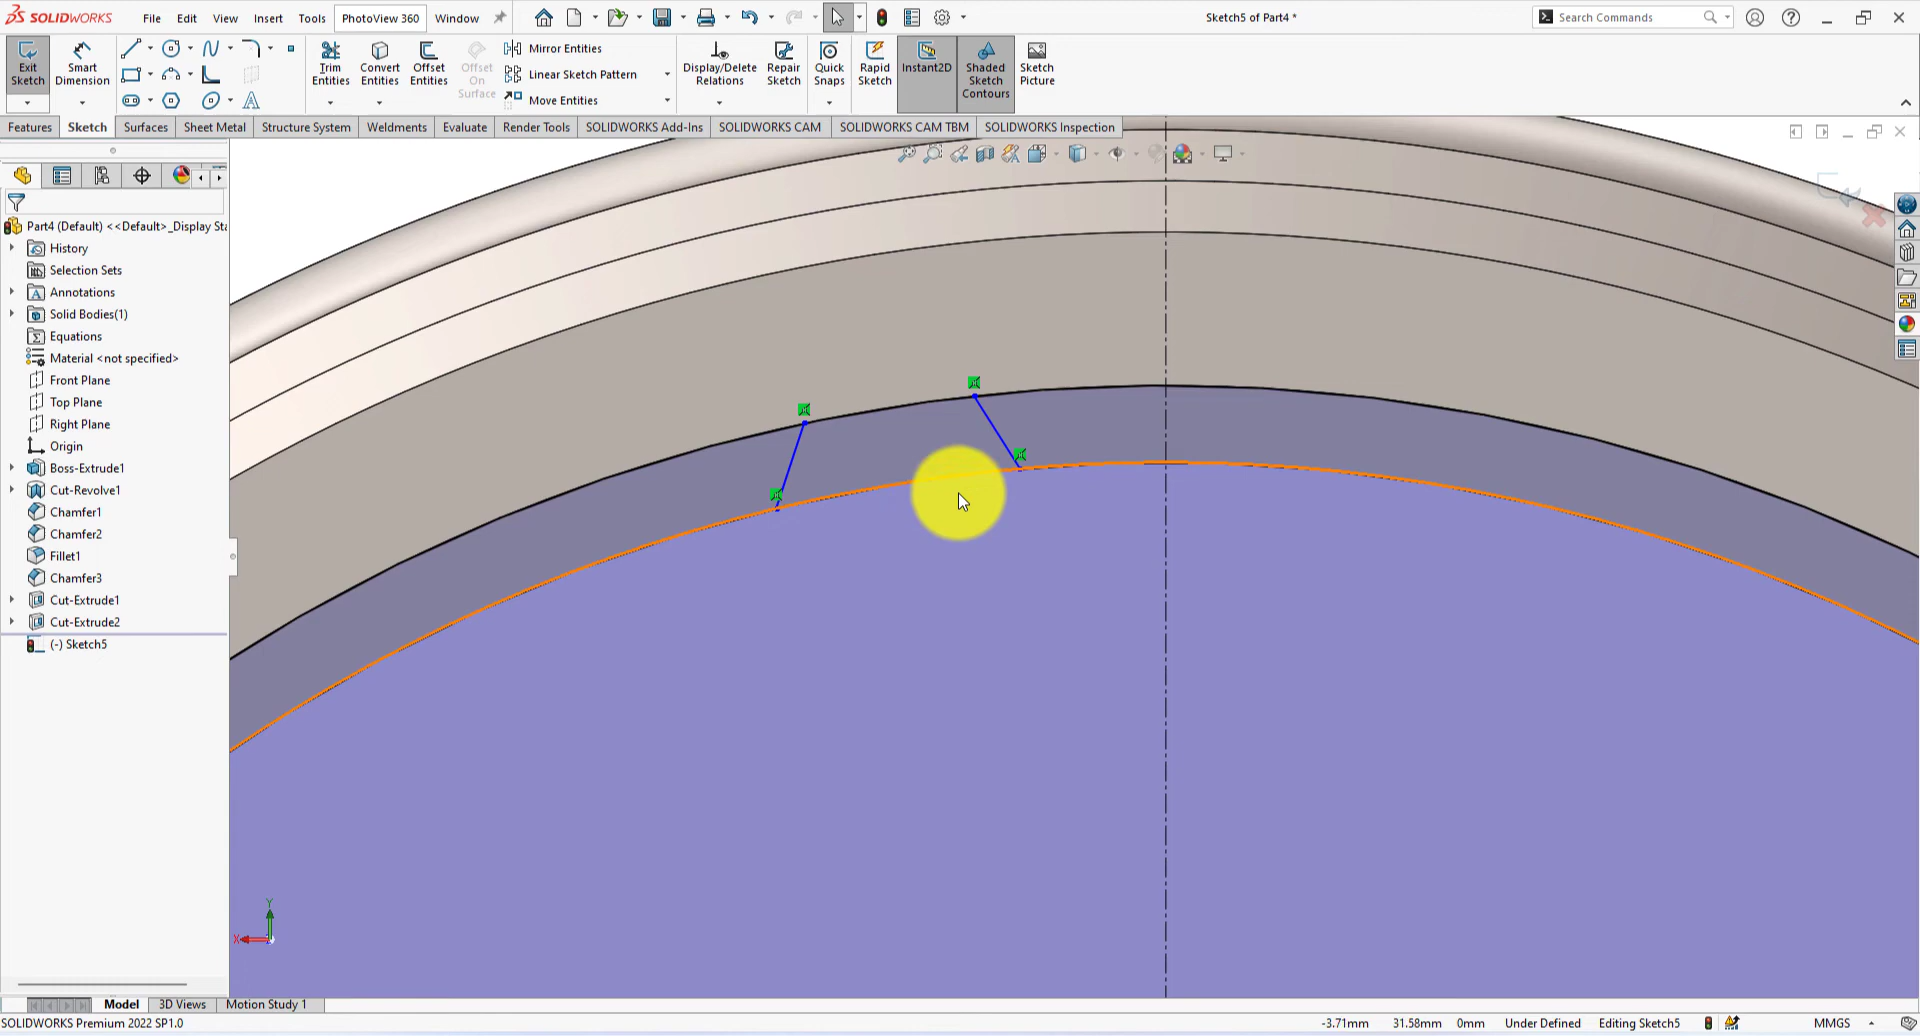 SOLIDWORKS File Edit View Insert Tools PhotoView 360 Window Sketch5 of Part4 * Search Commands
Exit Sketch
Smart Dimension
Trim Entities
Convert Entities
Offset Entities
Offset On Surface
Mirror Entities
Linear Sketch Pattern
Move Entities
Display/Delete Relations
Repair Sketch
Quick Snaps
Rapid Sketch
Instant2D
Shaded Sketch Contours
Sketch Picture
Features Sketch Surfaces Sheet Metal Structure System Weldments Evaluate Render Tools SOLIDWORKS Add-Ins SOLIDWORKS CAM SOLIDWORKS CAM TBM SOLIDWORKS Inspection
Part4 (Default) <<Default>_Display Sta
History
Selection Sets
Annotations
Solid Bodies(1)
Equations
Material <not specified>
Front Plane
Top Plane
Right Plane
Origin
Boss-Extrude1
Cut-Revolve1
Chamfer1
Chamfer2
Fillet1
Chamfer3
Cut-Extrude1
Cut-Extrude2
(-) Sketch5
Y
X
Model 3D Views Motion Study 1
SOLIDWORKS Premium 2022 SP1.0 -3.71mm 31.58mm 0mm Under Defined Editing Sketch5 MMGS